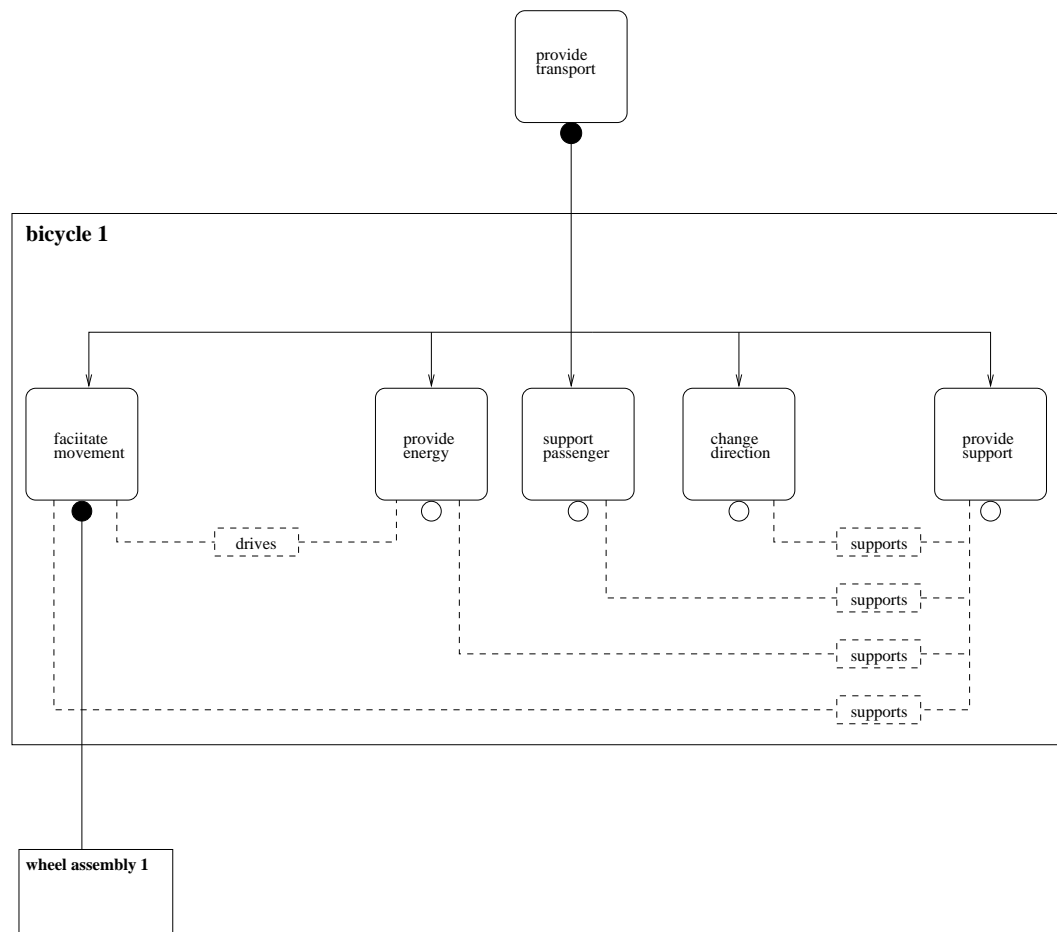 provide
transport
bicycle 1
faciitate
movement
provide
energy
support
passenger
change
direction
provide
support
drives
supports
supports
supports
supports
wheel assembly 1